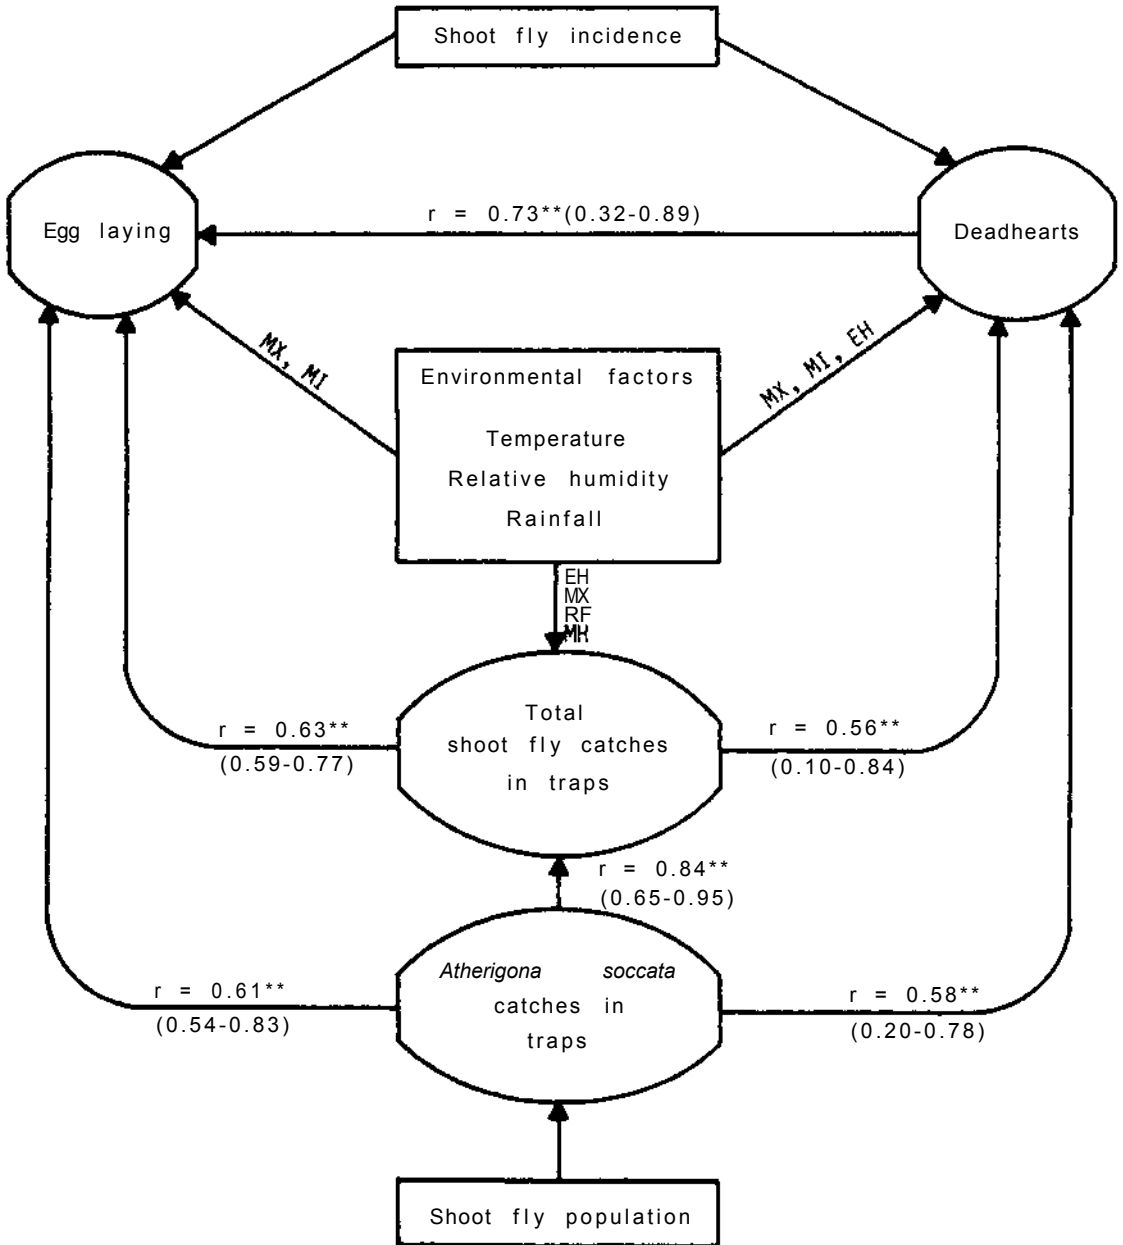 Shoot fly incidence
r = 0.73**(0.32-0.89)
Egg laying
Deadhearts
MX, MI
MX, MI, EH
Environmental factors
Temperature
Relative humidity
Rainfall
EH
MX
RF
Total
shoot fly catches
in traps
r = 0.63**
(0.59-0.77)
r = 0.56**
(0.10-0.84)
r = 0.84**
(0.65-0.95)
Atherigona soccata
catches in
traps
r = 0.61**
(0.54-0.83)
r = 0.58**
(0.20-0.78)
Shoot fly population